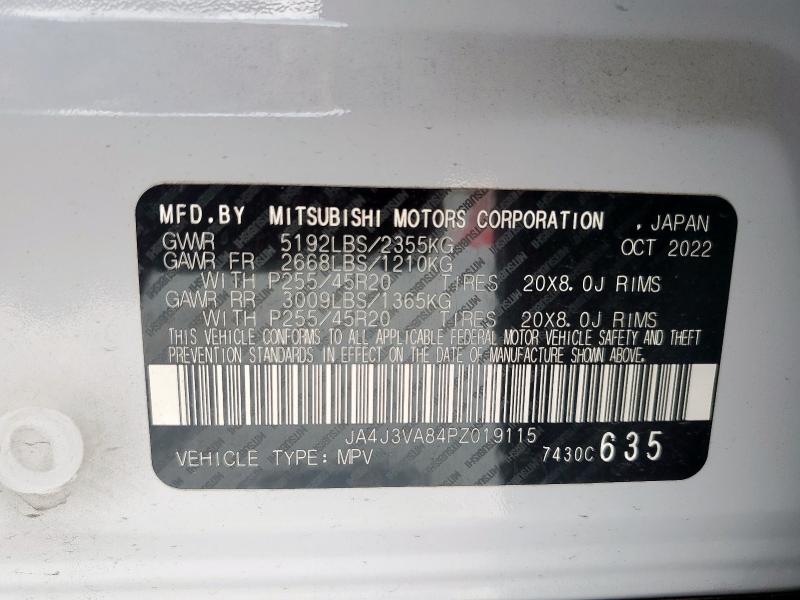 MFD.BY MITSUBISHI MOTORS CORPORATION , JAPAN
GVWR 5192LBS/2355KG OCT 2022
GAWR FR 2668LBS/1210KG
WITH P255/45R20 TIRES 20X8.0J RIMS
GAWR RR 3009LBS/1365KG
WITH P255/45R20 TIRES 20X8.0J RIMS
THIS VEHICLE CONFORMS TO ALL APPLICABLE FEDERAL MOTOR VEHICLE SAFETY AND THEFT
PREVENTION STANDARDS IN EFFECT ON THE DATE OF MANUFACTURE SHOWN ABOVE.
JA4J3VA84PZ019115
VEHICLE TYPE: MPV 7430C 635